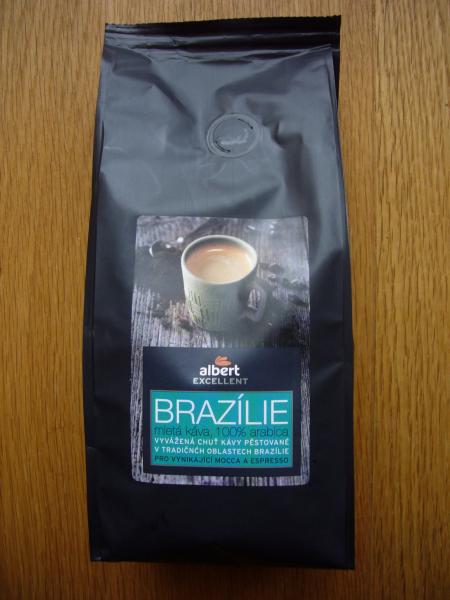 albert
EXCELLENT
BRAZÍLIE
mletá káva, 100% arabica
VYVÁŽENÁ CHUŤ KÁVY PĚSTOVANÉ
V TRADIČNÍCH OBLASTECH BRAZÍLIE
PRO VYNIKAJÍCÍ MOCCA A ESPRESSO